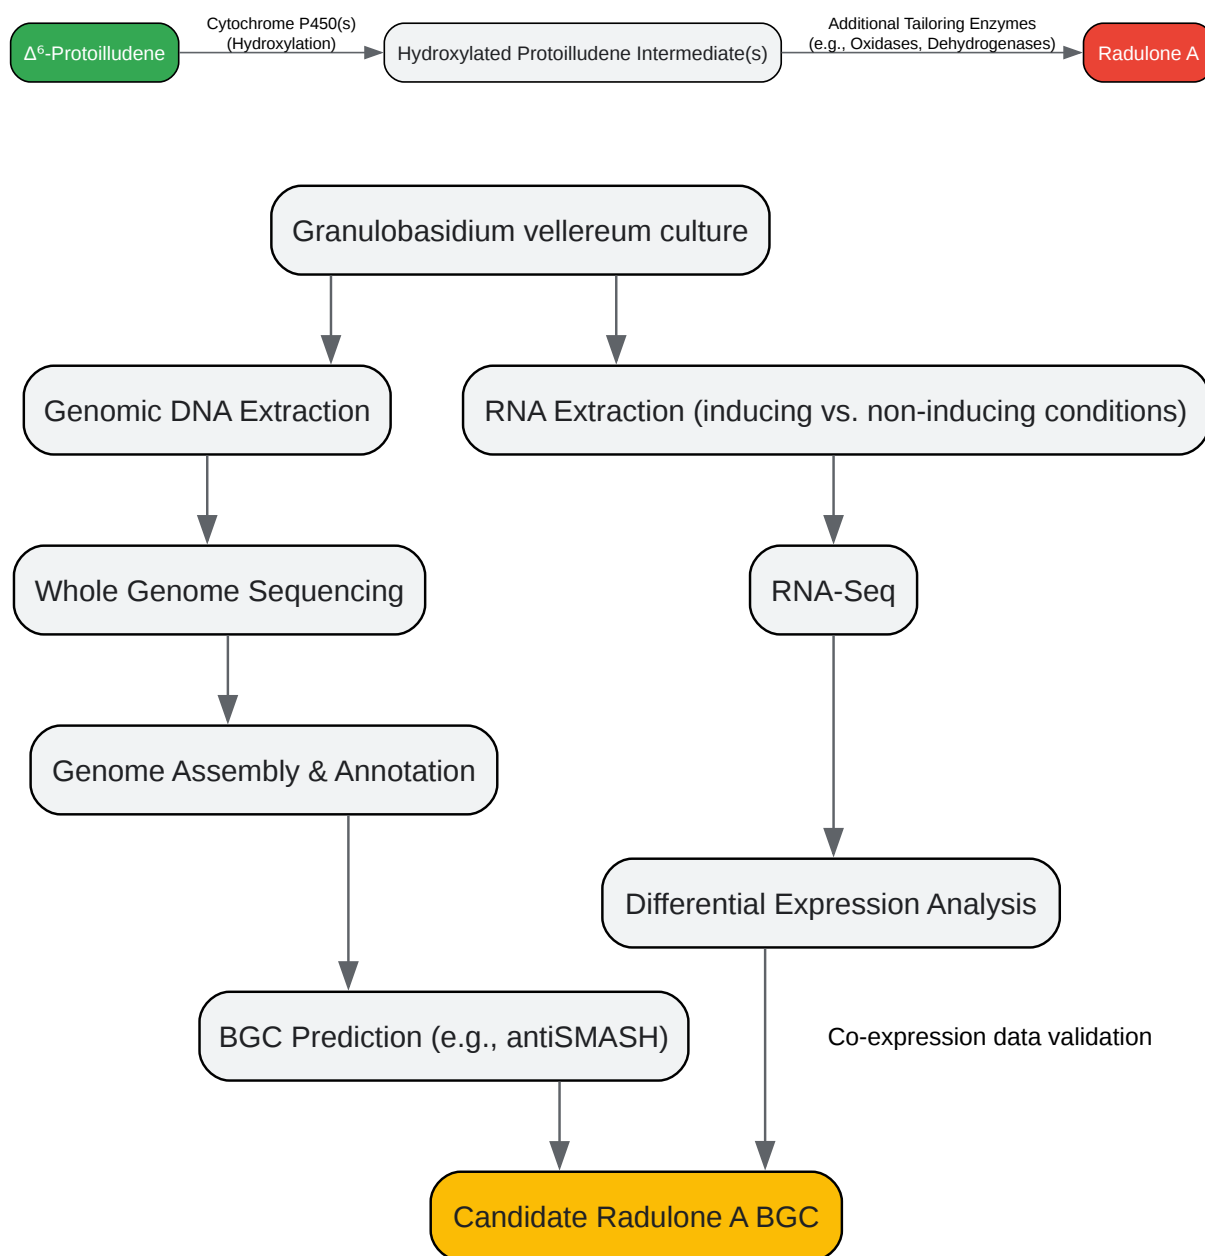 Cytochrome P450(s)
(Hydroxylation)
Additional Tailoring Enzymes
(e.g., Oxidases, Dehydrogenases)
Δ⁶-Protoilludene
Hydroxylated Protoilludene Intermediate(s)
Radulone A
Granulobasidium vellereum culture
Genomic DNA Extraction
RNA Extraction (inducing vs. non-inducing conditions)
Whole Genome Sequencing
RNA-Seq
Genome Assembly & Annotation
Differential Expression Analysis
BGC Prediction (e.g., antiSMASH)
Co-expression data validation
Candidate Radulone A BGC